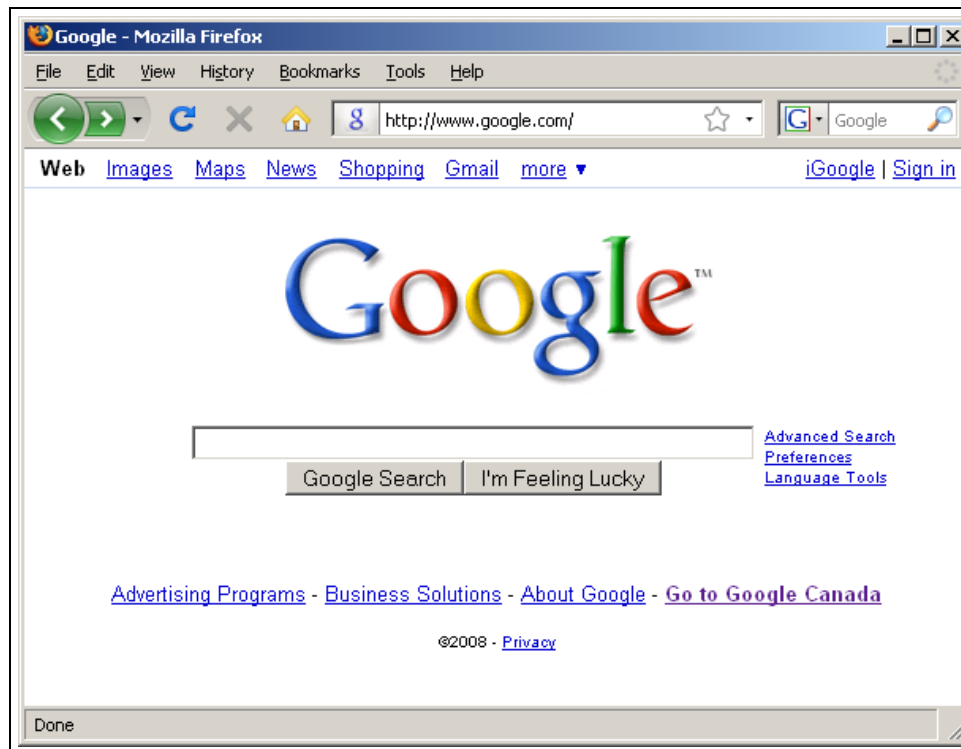 Google - Mozilla Firefox
File Edit View History Bookmarks Tools Help
g http://www.google.com/ G Google
Web Images Maps News Shopping Gmail more ▼ iGoogle | Sign in
Google™
Advanced Search
Preferences
Language Tools
Google Search I'm Feeling Lucky
Advertising Programs - Business Solutions - About Google - Go to Google Canada
©2008 - Privacy
Done